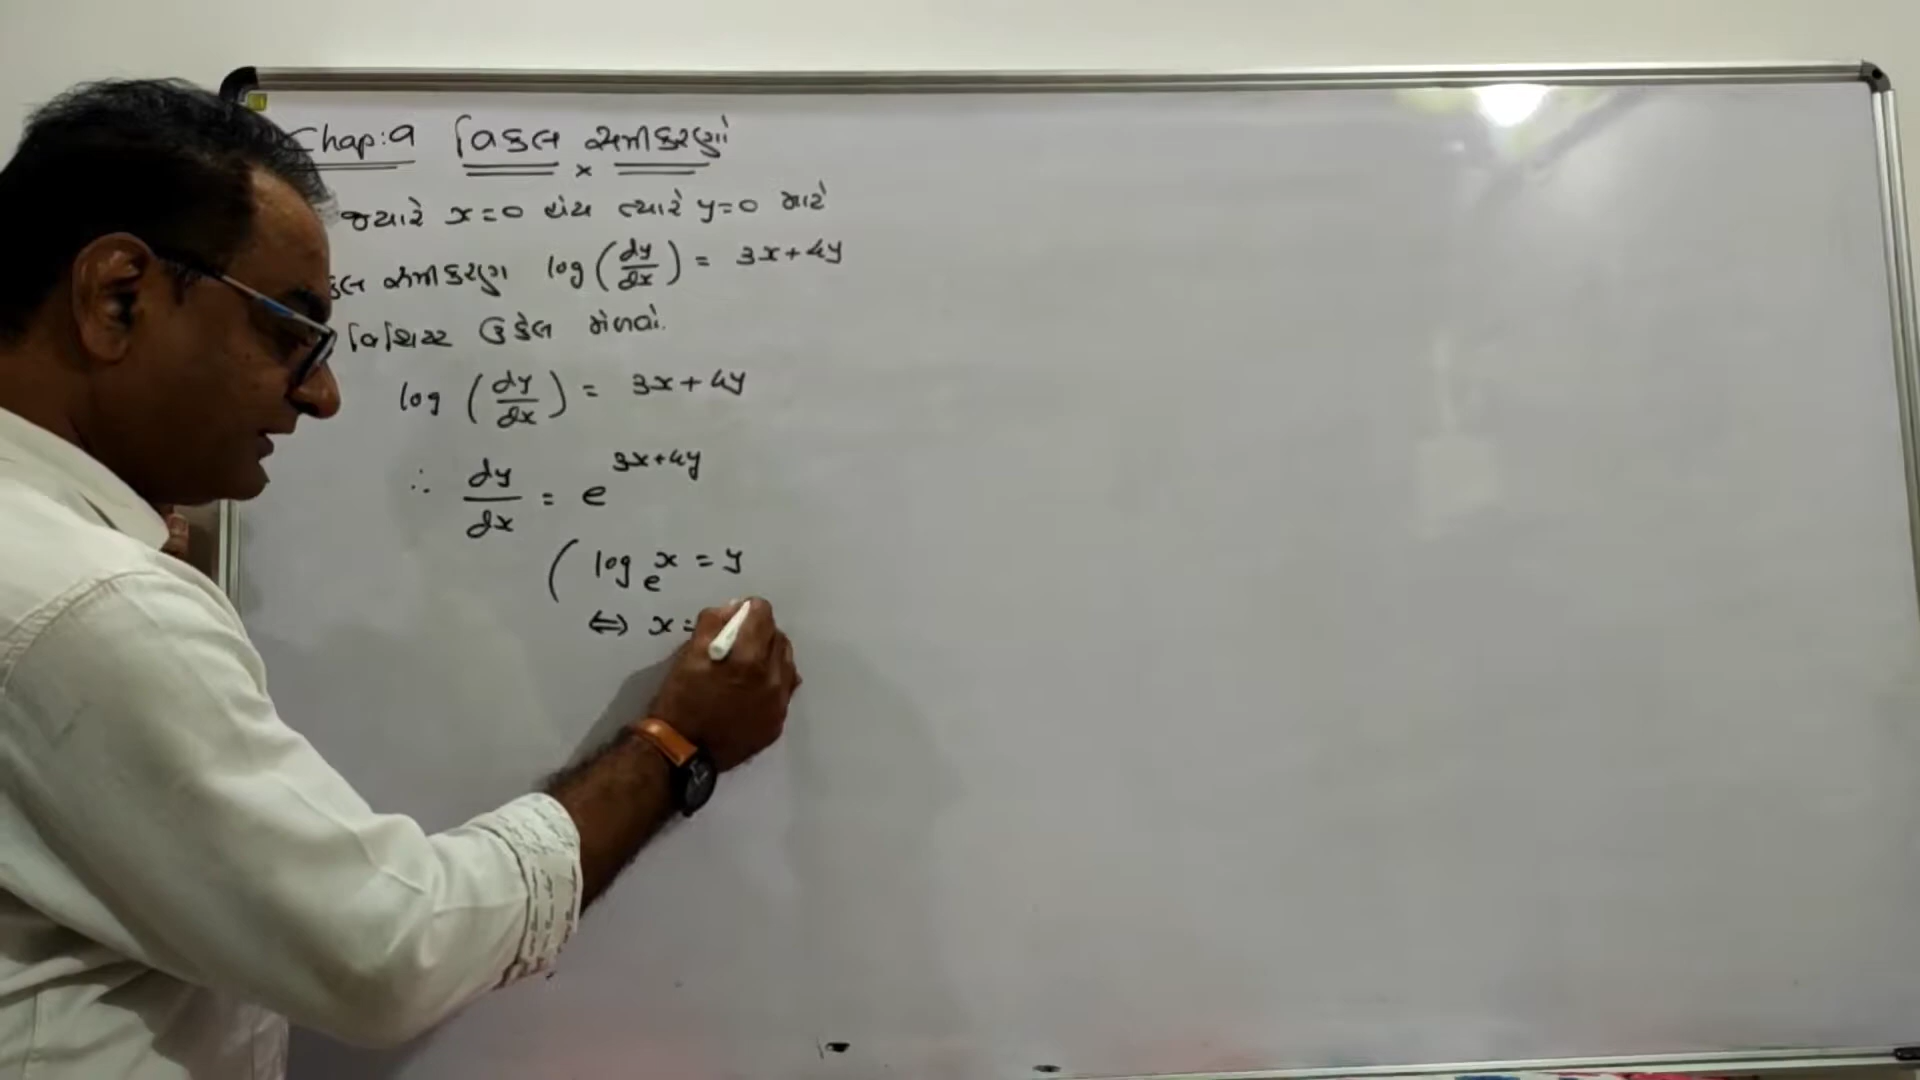 Chap:9 વિકલ સમીકરણો
જ્યારે x=0 હોય ત્યારે y=0 માટે
કલ સમીકરણ log(dy/dx) = 3x+4y
વિશિષ્ટ ઉકેલ મેળવો.
log (dy/dx) = 3x+4y
∴ dy/dx = e^(3x+4y)
( log_e x = y
⇔ x =